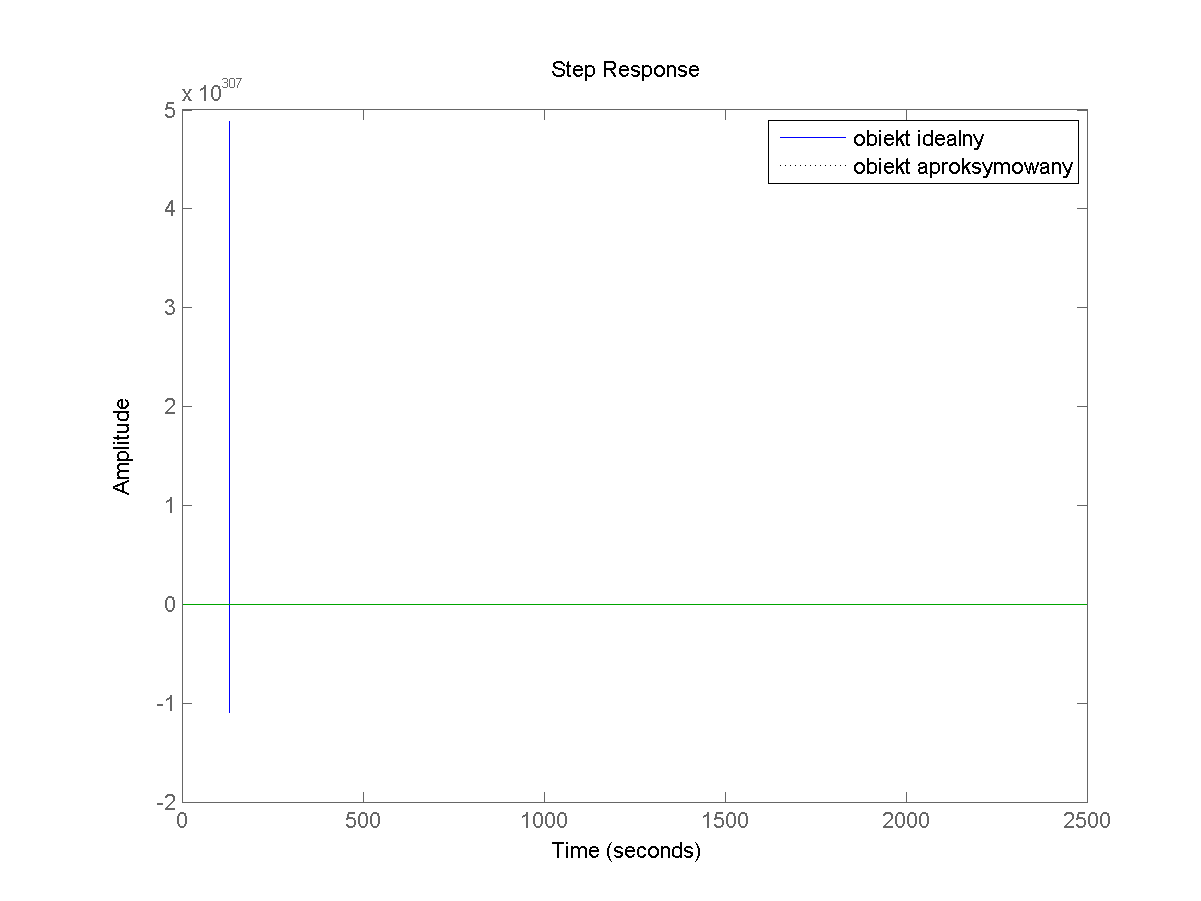 Step Response
x 10^307
5
4
3
2
1
0
-1
-2
Amplitude
obiekt idealny
obiekt aproksymowany
0 500 1000 1500 2000 2500
Time (seconds)